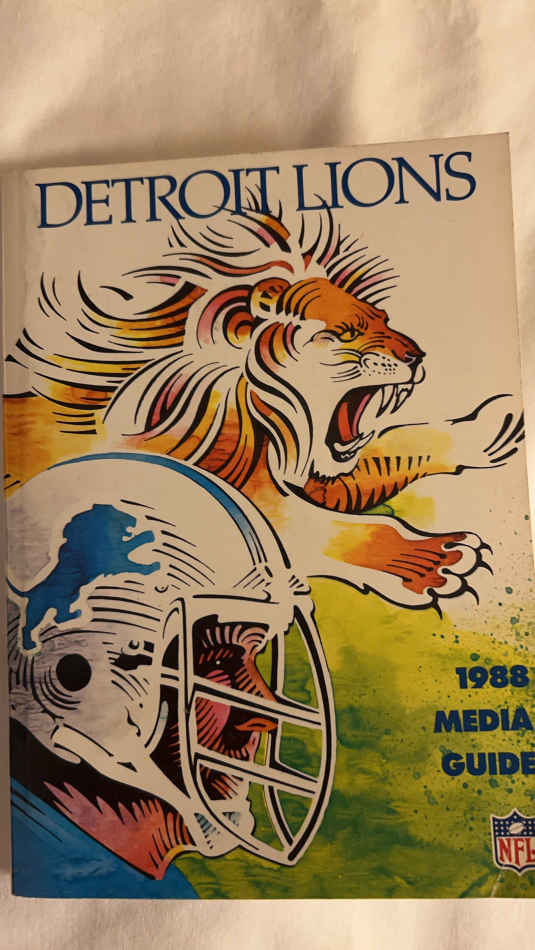 DETROIT LIONS
1988
MEDIA
GUIDE
NFL